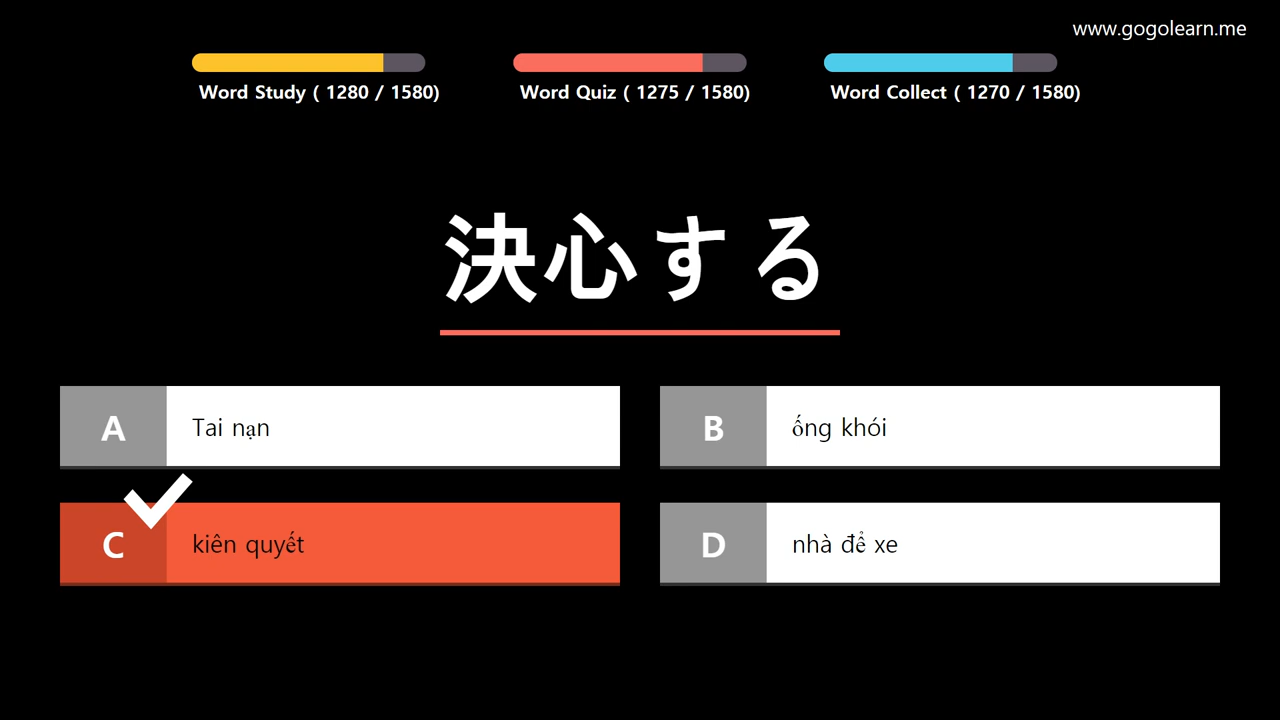 www.gogolearn.me
Word Study ( 1280 / 1580)
Word Quiz ( 1275 / 1580)
Word Collect ( 1270 / 1580)
決心する
A
Tai nạn
B
ống khói
C
kiên quyết
D
nhà để xe